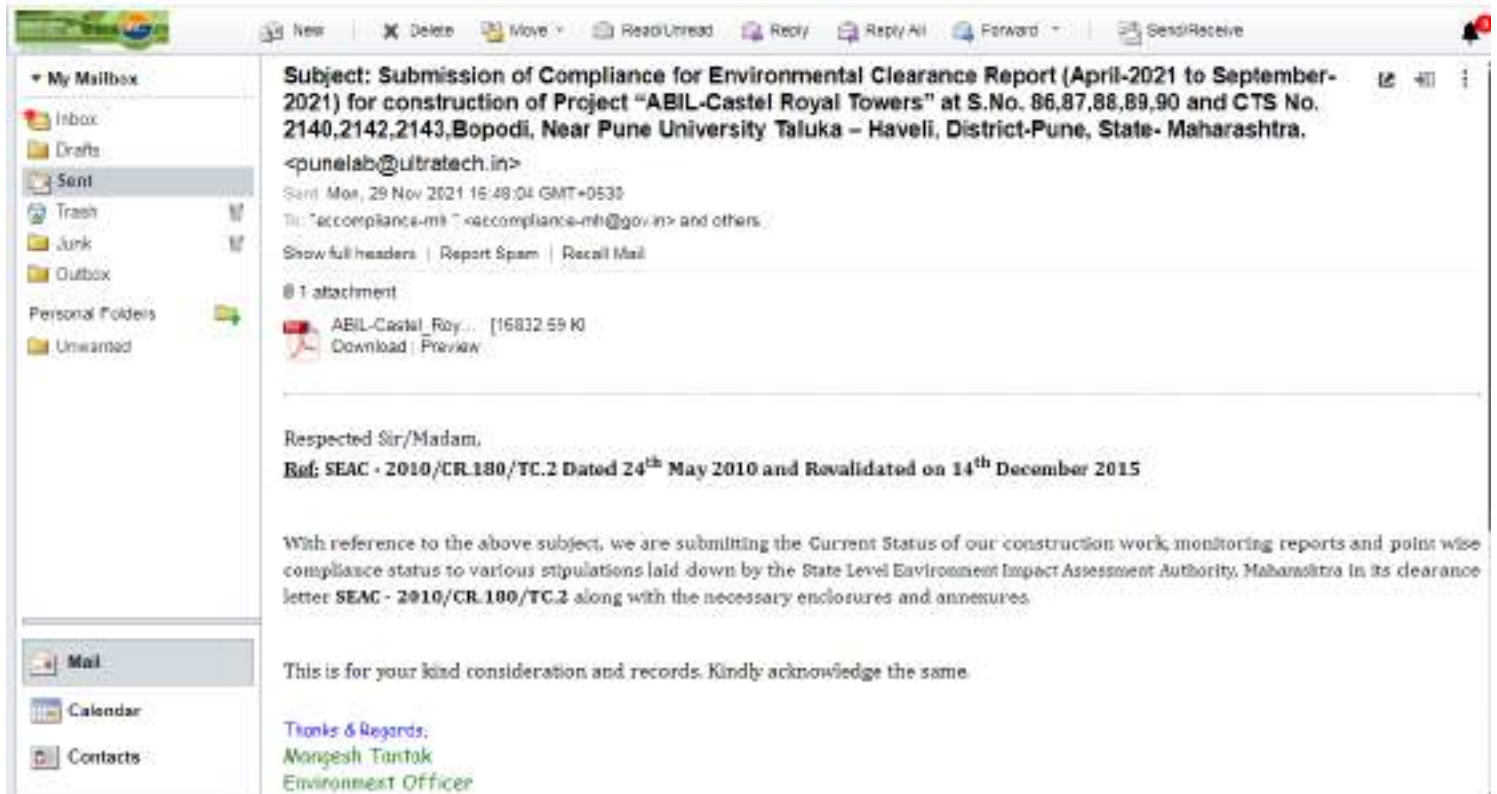 New
Delete
Move
Read/Unread
Reply
Reply All
Forward
Send/Receive
My Mailbox
Inbox
Drafts
Sent
Trash
Junk
Outbox
Personal Folders
Unwanted
Mail
Calendar
Contacts
Subject: Submission of Compliance for Environmental Clearance Report (April-2021 to September-
2021) for construction of Project “ABIL-Castel Royal Towers” at S.No. 86,87,88,89,90 and CTS No.
2140,2142,2143,Bopodi, Near Pune University Taluka – Haveli, District-Pune, State- Maharashtra.
<punelab@ultratech.in>
Sent: Mon, 29 Nov 2021 16:48:04 GMT+0530
To: "eccompliance-mh " <eccompliance-mh@gov.in> and others
Show full headers | Report Spam | Recall Mail
1 attachment
ABIL-Castel_Roy... [16832.59 K]
Download | Preview
Respected Sir/Madam,
Ref: SEAC - 2010/CR.180/TC.2 Dated 24th May 2010 and Revalidated on 14th December 2015
With reference to the above subject, we are submitting the Current Status of our construction work, monitoring reports and point wise
compliance status to various stipulations laid down by the State Level Environment Impact Assessment Authority, Maharashtra in its clearance
letter SEAC - 2010/CR.180/TC.2 along with the necessary enclosures and annexures.
This is for your kind consideration and records. Kindly acknowledge the same.
Thanks & Regards,
Mangesh Tantak
Environment Officer